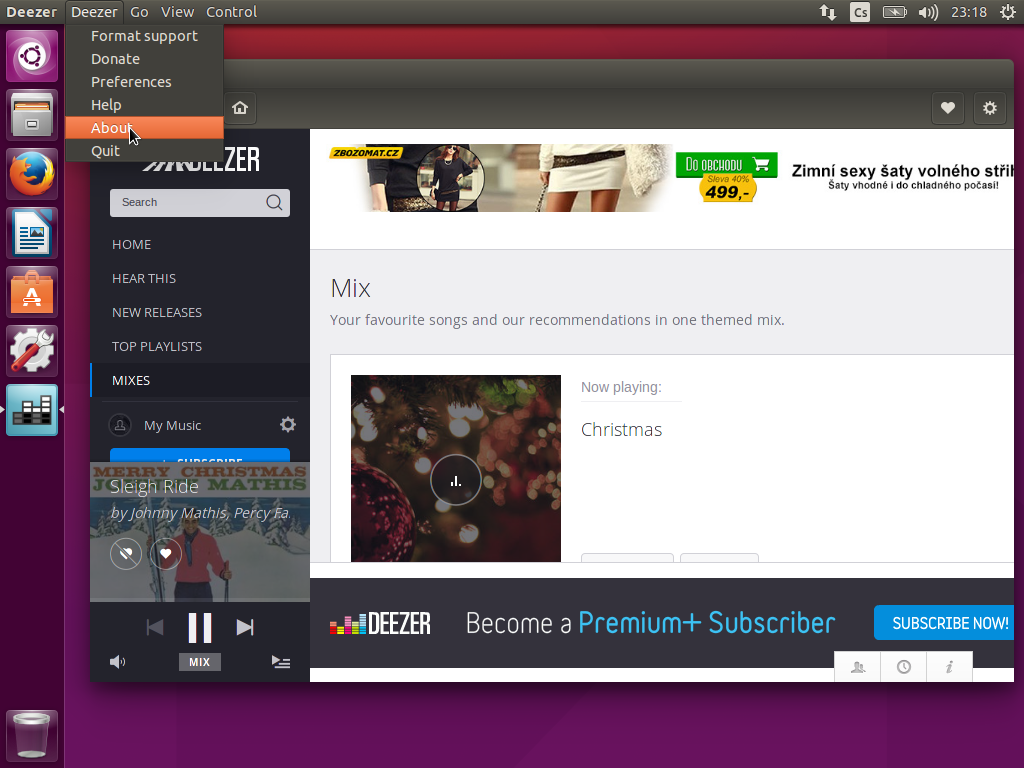 Deezer Deezer Go View Control Cs 23:18
Format support
Donate
Preferences
Help
About
Quit
DEEZER
Search
HOME
HEAR THIS
NEW RELEASES
TOP PLAYLISTS
MIXES
My Music
SUBSCRIBE
MERRY CHRISTMAS
JOHNNY MATHIS
Sleigh Ride
by Johnny Mathis, Percy Fa
MIX
ZBOZOMAT.CZ
Do obchodu
Sleva 40%
499,-
Zimní sexy šaty volného střih
Šaty vhodné i do chladného počasí!
Mix
Your favourite songs and our recommendations in one themed mix.
Now playing:
Christmas
DEEZER
Become a Premium+ Subscriber
SUBSCRIBE NOW!